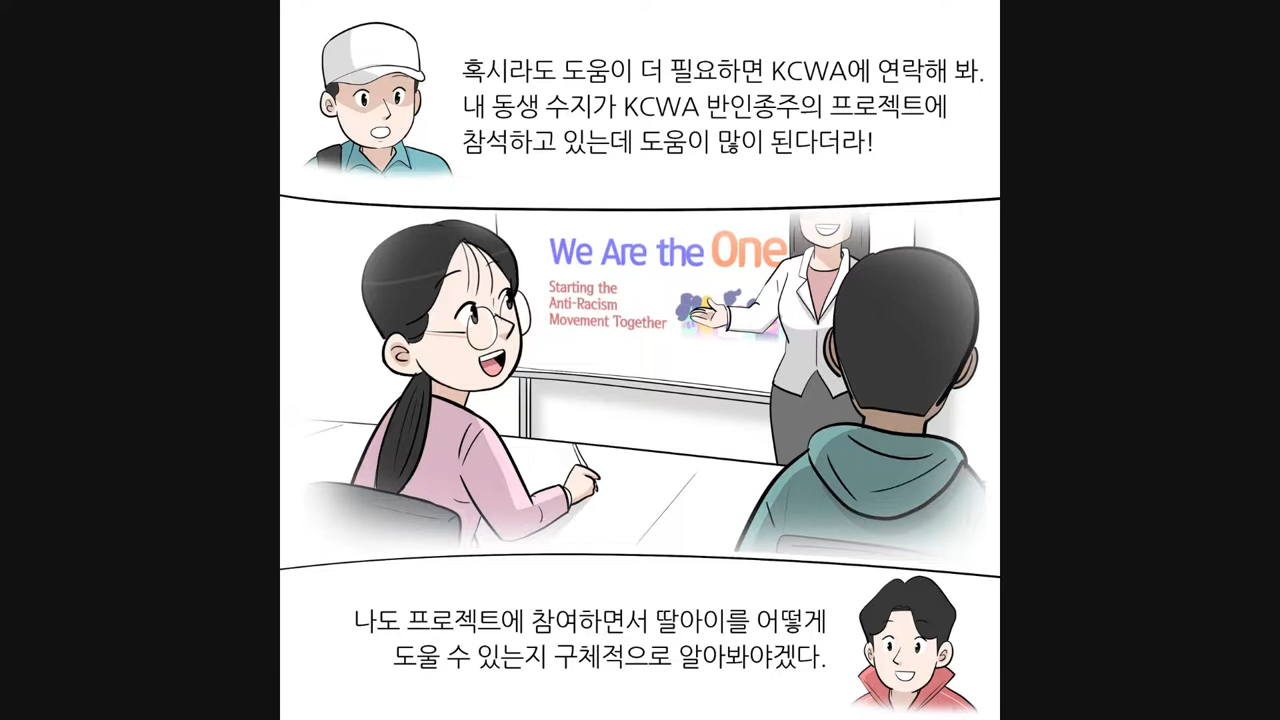 혹시라도 도움이 더 필요하면 KCWA에 연락해 봐.
내 동생 수지가 KCWA 반인종주의 프로젝트에
참석하고 있는데 도움이 많이 된다더라!
We Are the One
Starting the
Anti-Racism
Movement Together
나도 프로젝트에 참여하면서 딸아이를 어떻게
도울 수 있는지 구체적으로 알아봐야겠다.